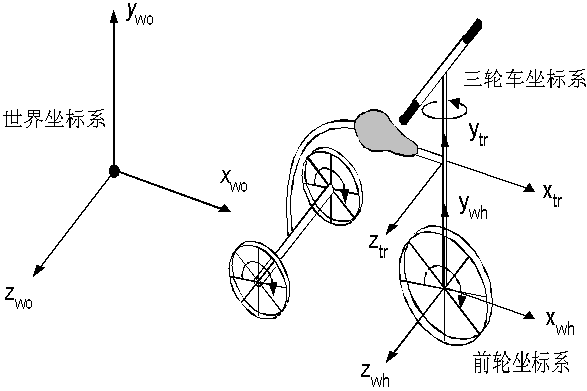 y_wo
三轮车坐标系
世界坐标系
y_tr
x_wo
x_tr
y_wh
z_tr
z_wo
x_wh
前轮坐标系
z_wh